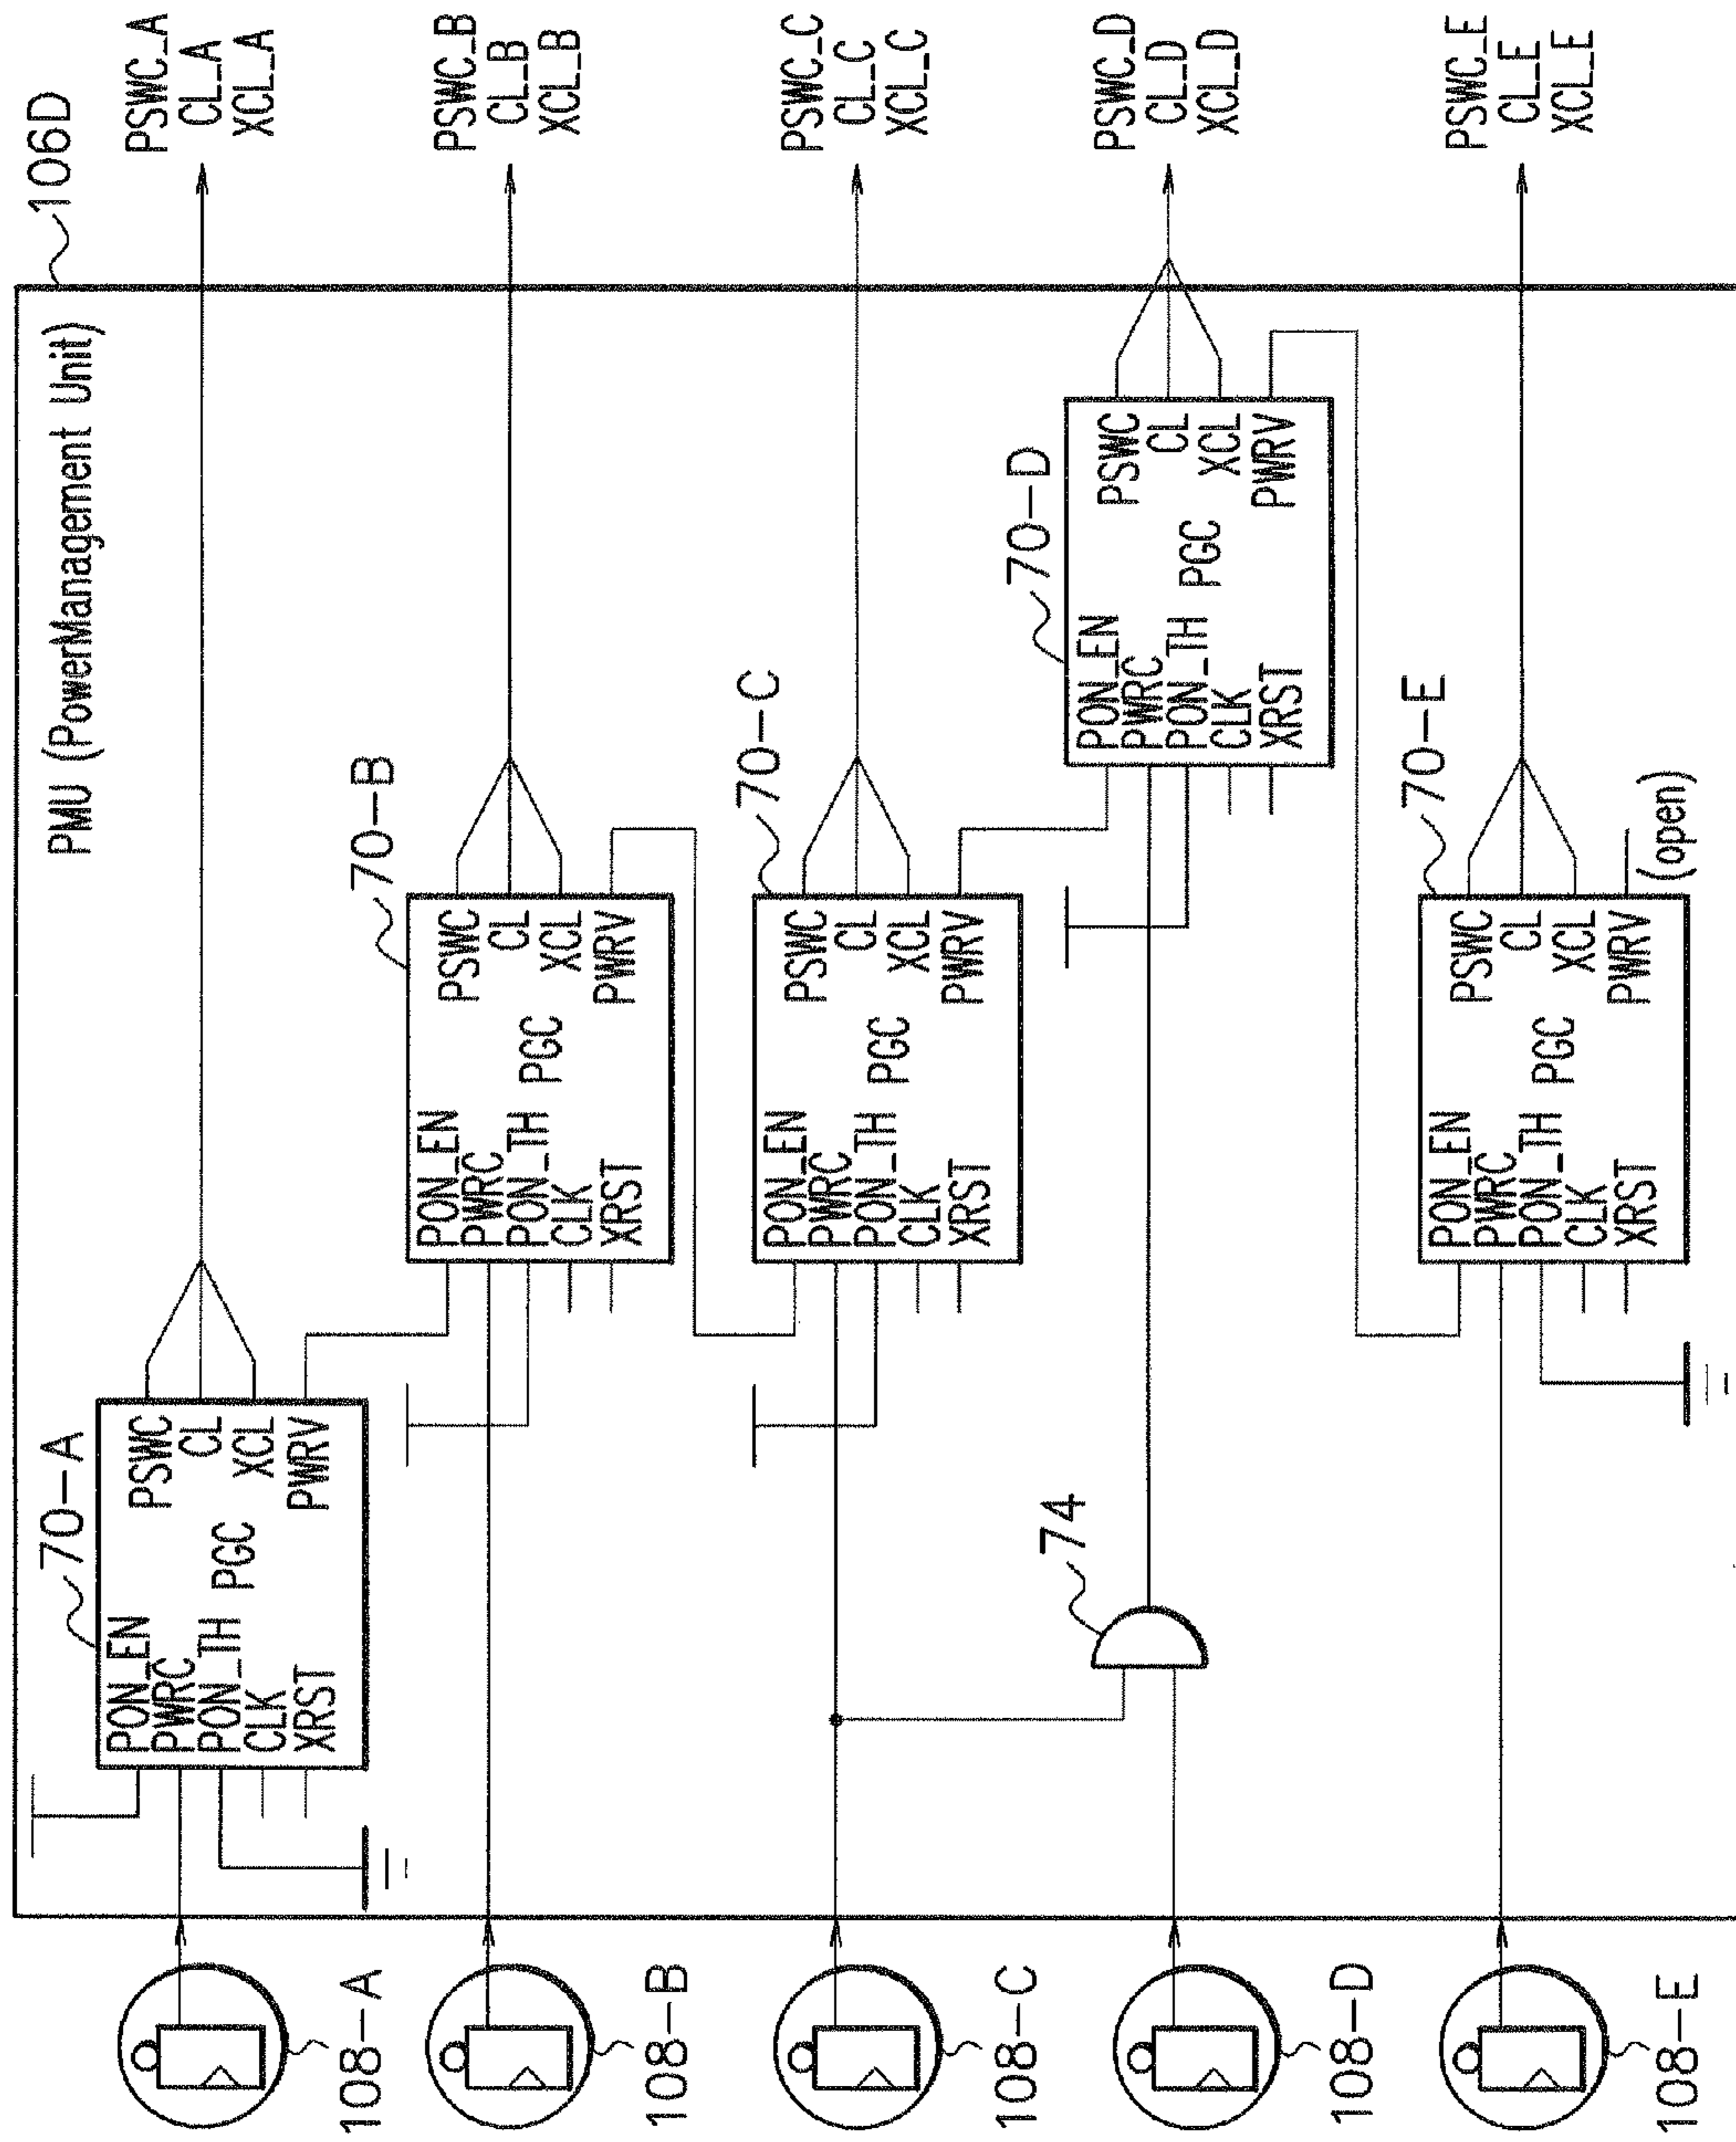 106D
PMU (PowerManagement Unit)
PSWC_A
CL_A
XCL_A
70-A
PON_EN
PWRC
PON_TH
CLK
XRST
PGC
PSWC
CL
XCL
PWRV
108-A
PSWC_B
CL_B
XCL_B
70-B
PON_EN
PWRC
PON_TH
CLK
XRST
PGC
PSWC
CL
XCL
PWRV
108-B
PSWC_C
CL_C
XCL_C
70-C
PON_EN
PWRC
PON_TH
CLK
XRST
PGC
PSWC
CL
XCL
PWRV
108-C
PSWC_D
CL_D
XCL_D
70-D
PON_EN
PWRC
PON_TH
CLK
XRST
PGC
PSWC
CL
XCL
PWRV
74
108-D
PSWC_E
CL_E
XCL_E
70-E
PON_EN
PWRC
PON_TH
CLK
XRST
PGC
PSWC
CL
XCL
PWRV
(open)
108-E